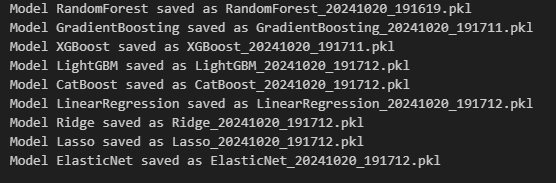 Model RandomForest saved as RandomForest_20241020_191619.pkl
Model GradientBoosting saved as GradientBoosting_20241020_191711.pkl
Model XGBoost saved as XGBoost_20241020_191711.pkl
Model LightGBM saved as LightGBM_20241020_191712.pkl
Model CatBoost saved as CatBoost_20241020_191712.pkl
Model LinearRegression saved as LinearRegression_20241020_191712.pkl
Model Ridge saved as Ridge_20241020_191712.pkl
Model Lasso saved as Lasso_20241020_191712.pkl
Model ElasticNet saved as ElasticNet_20241020_191712.pkl